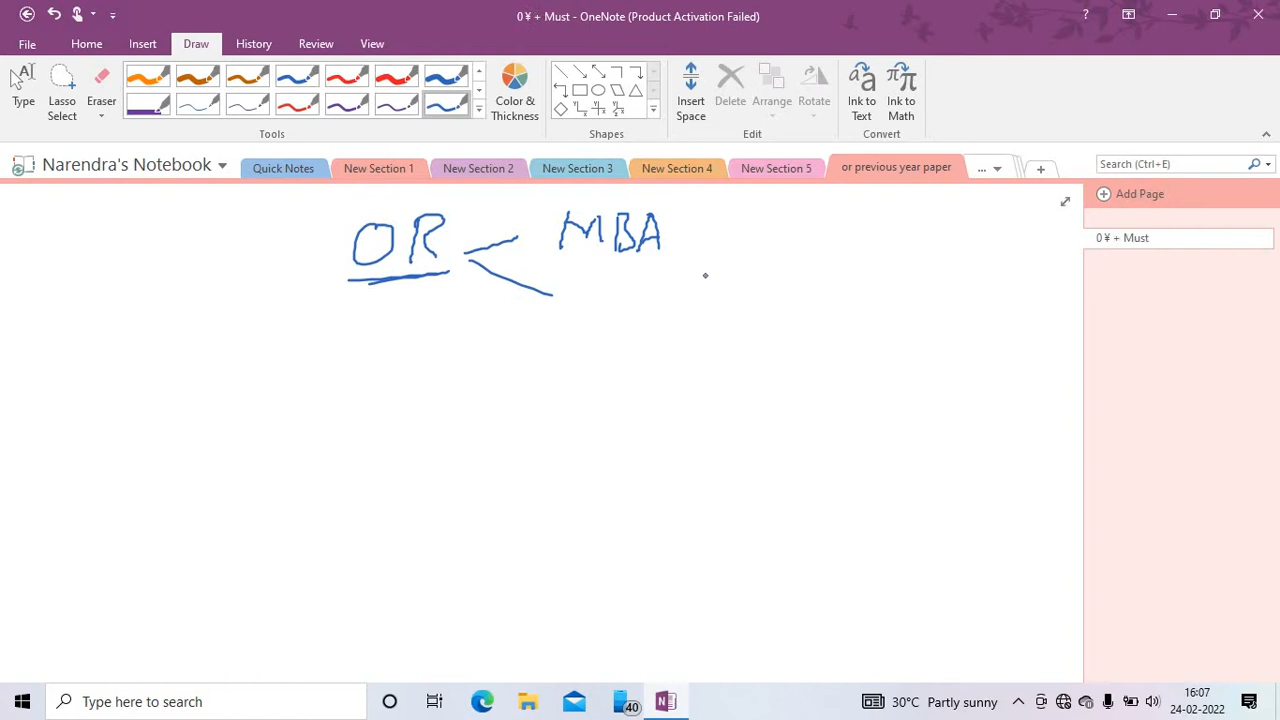 0 ¥ + Must - OneNote (Product Activation Failed)
?
File Home Insert Draw History Review View
Type
Lasso Select
Eraser
Color & Thickness
Insert Space
Delete
Arrange
Rotate
Ink to Text
Ink to Math
Tools Shapes Edit Convert
Narendra's Notebook Quick Notes New Section 1 New Section 2 New Section 3 New Section 4 New Section 5 or previous year paper ... Search (Ctrl+E)
Add Page
0 ¥ + Must
OR MBA
Type here to search 40 30°C Partly sunny 16:07
24-02-2022